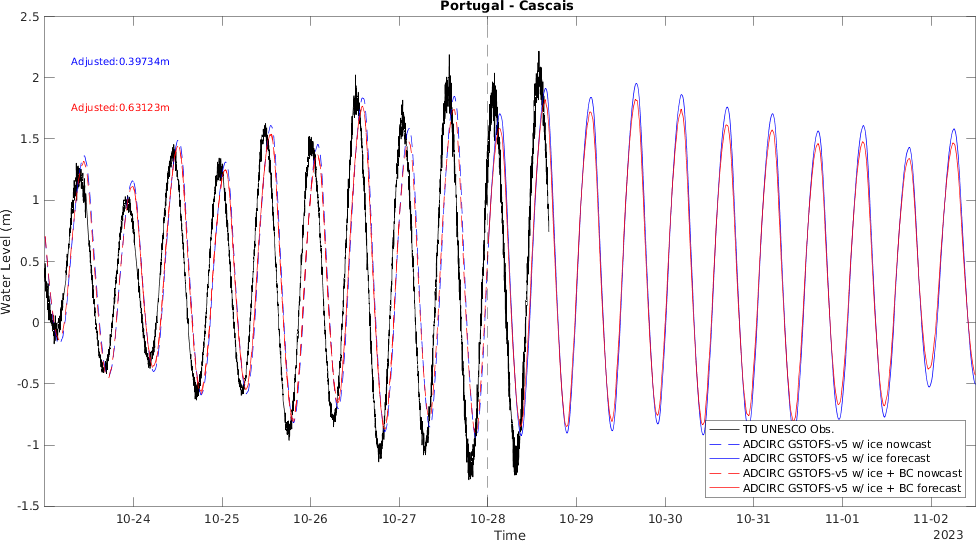 Portugal - Cascais
2.5
2
1.5
1
0.5
0
-0.5
-1
-1.5
Water Level (m)
Adjusted:0.39734m
Adjusted:0.63123m
TD UNESCO Obs.
ADCIRC GSTOFS-v5 w/ ice nowcast
ADCIRC GSTOFS-v5 w/ ice forecast
ADCIRC GSTOFS-v5 w/ ice + BC nowcast
ADCIRC GSTOFS-v5 w/ ice + BC forecast
10-24 10-25 10-26 10-27 10-28 10-29 10-30 10-31 11-01 11-02
Time
2023